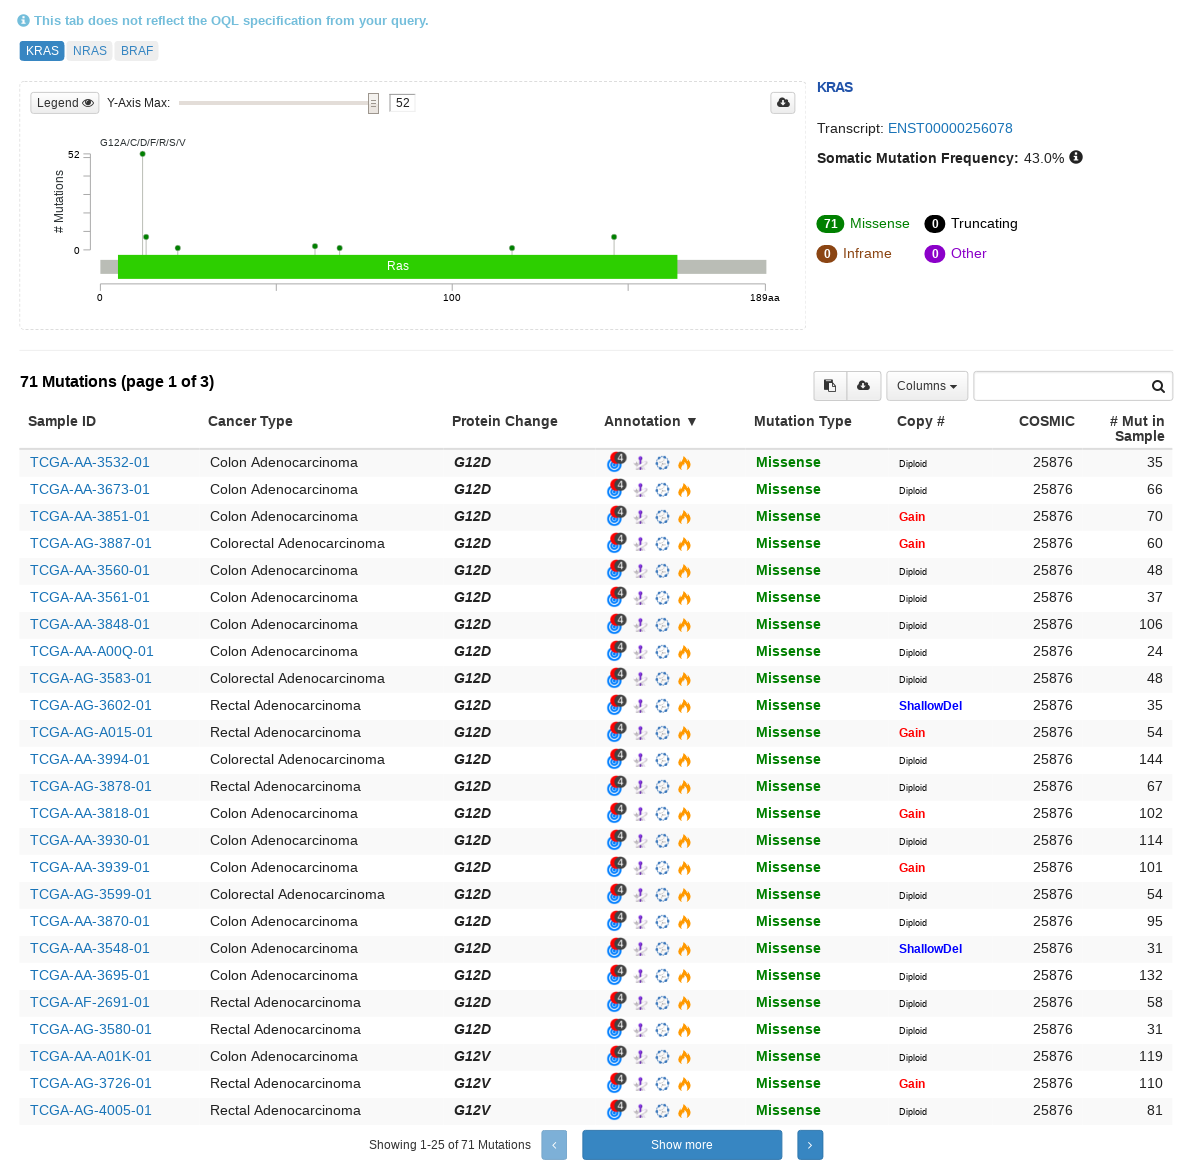 This tab does not reflect the OQL specification from your query.
KRAS NRAS BRAF
Legend Y-Axis Max: 52
KRAS
Transcript: ENST00000256078
Somatic Mutation Frequency: 43.0%
71 Missense 0 Truncating
0 Inframe 0 Other
G12A/C/D/F/R/S/V
52
# Mutations
0
Ras
0 100 189aa
71 Mutations (page 1 of 3)
Columns
Sample ID Cancer Type Protein Change Annotation ▼ Mutation Type Copy # COSMIC # Mut in Sample
TCGA-AA-3532-01 Colon Adenocarcinoma G12D 4 Missense Diploid 25876 35
TCGA-AA-3673-01 Colon Adenocarcinoma G12D 4 Missense Diploid 25876 66
TCGA-AA-3851-01 Colon Adenocarcinoma G12D 4 Missense Gain 25876 70
TCGA-AG-3887-01 Colorectal Adenocarcinoma G12D 4 Missense Gain 25876 60
TCGA-AA-3560-01 Colon Adenocarcinoma G12D 4 Missense Diploid 25876 48
TCGA-AA-3561-01 Colon Adenocarcinoma G12D 4 Missense Diploid 25876 37
TCGA-AA-3848-01 Colon Adenocarcinoma G12D 4 Missense Diploid 25876 106
TCGA-AA-A00Q-01 Colon Adenocarcinoma G12D 4 Missense Diploid 25876 24
TCGA-AG-3583-01 Colorectal Adenocarcinoma G12D 4 Missense Diploid 25876 48
TCGA-AG-3602-01 Rectal Adenocarcinoma G12D 4 Missense ShallowDel 25876 35
TCGA-AG-A015-01 Rectal Adenocarcinoma G12D 4 Missense Gain 25876 54
TCGA-AA-3994-01 Colorectal Adenocarcinoma G12D 4 Missense Diploid 25876 144
TCGA-AG-3878-01 Rectal Adenocarcinoma G12D 4 Missense Diploid 25876 67
TCGA-AA-3818-01 Colon Adenocarcinoma G12D 4 Missense Gain 25876 102
TCGA-AA-3930-01 Colon Adenocarcinoma G12D 4 Missense Diploid 25876 114
TCGA-AA-3939-01 Colon Adenocarcinoma G12D 4 Missense Gain 25876 101
TCGA-AG-3599-01 Colorectal Adenocarcinoma G12D 4 Missense Diploid 25876 54
TCGA-AA-3870-01 Colon Adenocarcinoma G12D 4 Missense Diploid 25876 95
TCGA-AA-3548-01 Colon Adenocarcinoma G12D 4 Missense ShallowDel 25876 31
TCGA-AA-3695-01 Colon Adenocarcinoma G12D 4 Missense Diploid 25876 132
TCGA-AF-2691-01 Rectal Adenocarcinoma G12D 4 Missense Diploid 25876 58
TCGA-AG-3580-01 Rectal Adenocarcinoma G12D 4 Missense Diploid 25876 31
TCGA-AA-A01K-01 Colon Adenocarcinoma G12V 4 Missense Diploid 25876 119
TCGA-AG-3726-01 Rectal Adenocarcinoma G12V 4 Missense Gain 25876 110
TCGA-AG-4005-01 Rectal Adenocarcinoma G12V 4 Missense Diploid 25876 81
Showing 1-25 of 71 Mutations ‹ Show more ›